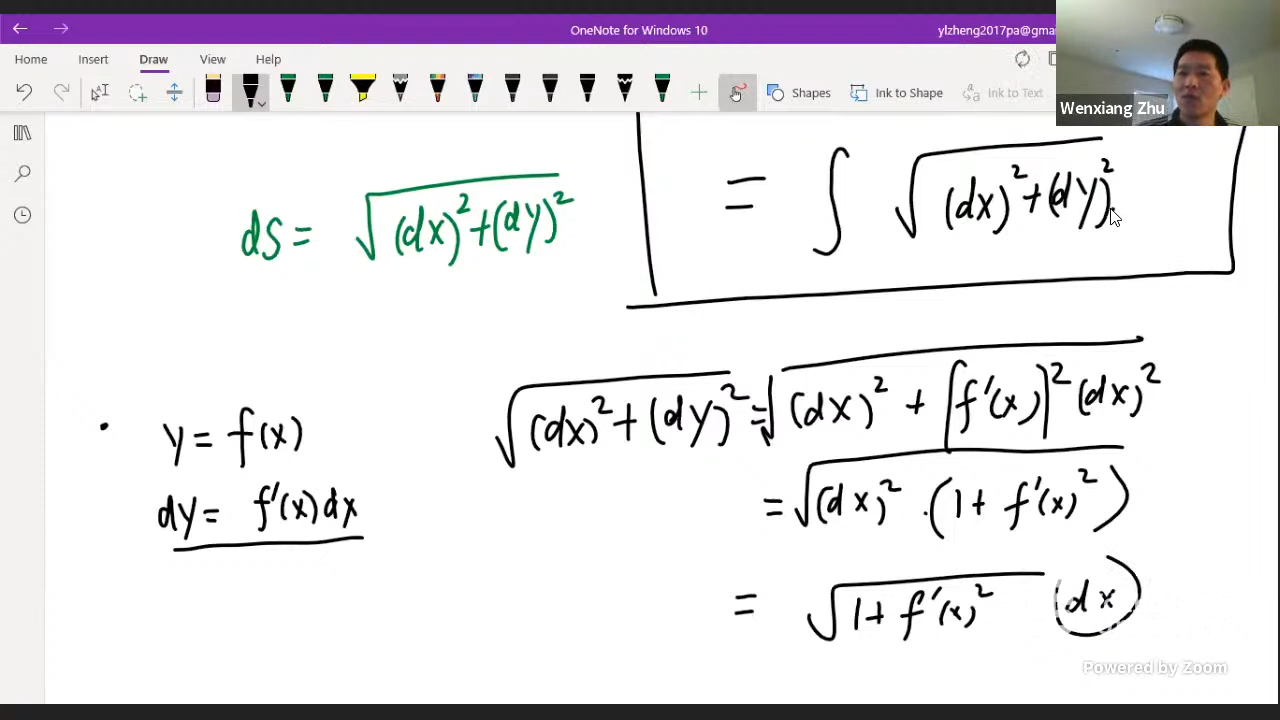 OneNote for Windows 10
ylzheng2017pa@gma
Home Insert Draw View Help
Shapes Ink to Shape Ink to Text
Wenxiang Zhu
= ∫ √((dx)² + (dy)²)
ds = √((dx)² + (dy)²)
y = f(x)
dy = f'(x) dx
√((dx)² + (dy)²) = √((dx)² + [f'(x)]² (dx)²)
= √((dx)² · (1 + f'(x)²))
= √(1 + f'(x)²) (dx)
Powered by Zoom